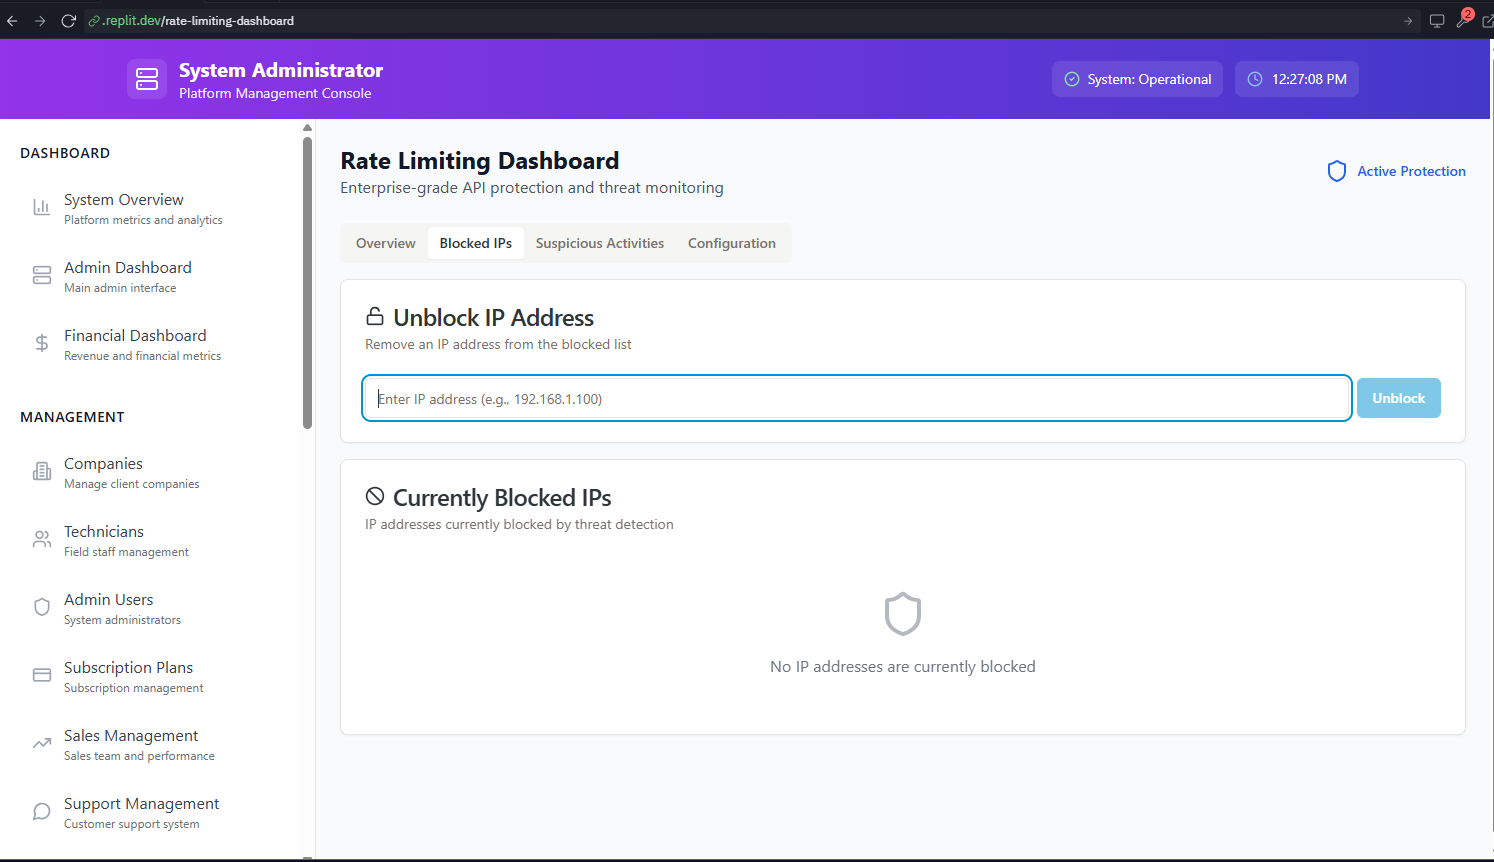 .replit.dev/rate-limiting-dashboard
2
System Administrator
Platform Management Console
System: Operational
12:27:08 PM
DASHBOARD
System Overview
Platform metrics and analytics
Admin Dashboard
Main admin interface
Financial Dashboard
Revenue and financial metrics
MANAGEMENT
Companies
Manage client companies
Technicians
Field staff management
Admin Users
System administrators
Subscription Plans
Subscription management
Sales Management
Sales team and performance
Support Management
Customer support system
Rate Limiting Dashboard
Enterprise-grade API protection and threat monitoring
Active Protection
Overview
Blocked IPs
Suspicious Activities
Configuration
Unblock IP Address
Remove an IP address from the blocked list
Enter IP address (e.g., 192.168.1.100)
Unblock
Currently Blocked IPs
IP addresses currently blocked by threat detection
No IP addresses are currently blocked